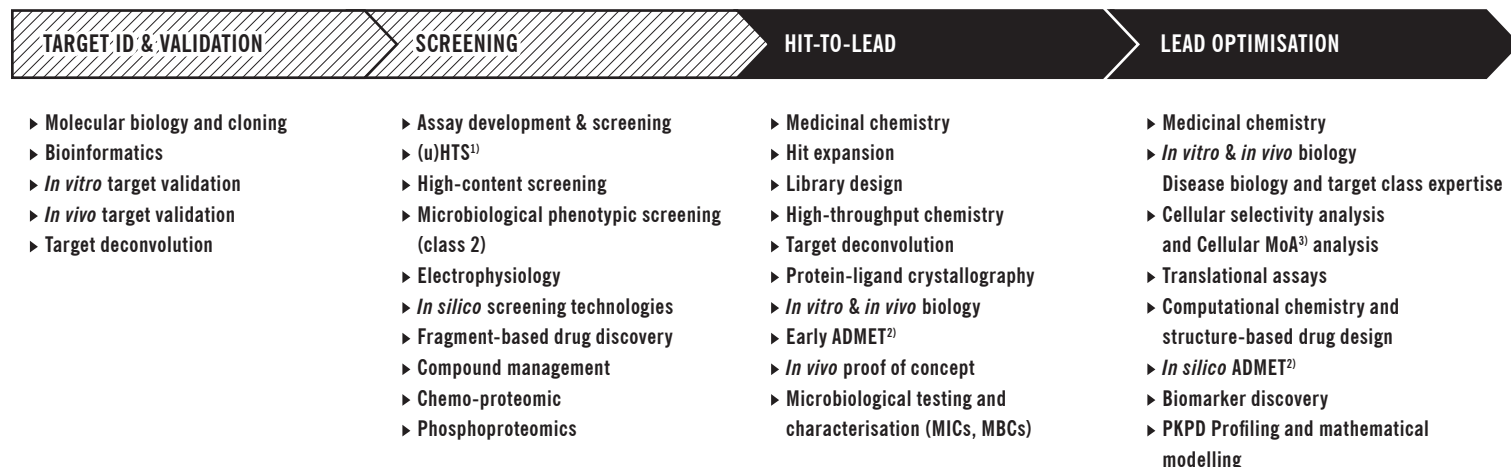 TARGET ID & VALIDATION
SCREENING
HIT-TO-LEAD
LEAD OPTIMISATION
▸ Molecular biology and cloning
▸ Bioinformatics
▸ In vitro target validation
▸ In vivo target validation
▸ Target deconvolution
▸ Assay development & screening
▸ (u)HTS1)
▸ High-content screening
▸ Microbiological phenotypic screening
(class 2)
▸ Electrophysiology
▸ In silico screening technologies
▸ Fragment-based drug discovery
▸ Compound management
▸ Chemo-proteomic
▸ Phosphoproteomics
▸ Medicinal chemistry
▸ Hit expansion
▸ Library design
▸ High-throughput chemistry
▸ Target deconvolution
▸ Protein-ligand crystallography
▸ In vitro & in vivo biology
▸ Early ADMET2)
▸ In vivo proof of concept
▸ Microbiological testing and
characterisation (MICs, MBCs)
▸ Medicinal chemistry
▸ In vitro & in vivo biology
Disease biology and target class expertise
▸ Cellular selectivity analysis
and Cellular MoA3) analysis
▸ Translational assays
▸ Computational chemistry and
structure-based drug design
▸ In silico ADMET2)
▸ Biomarker discovery
▸ PKPD Profiling and mathematical
modelling